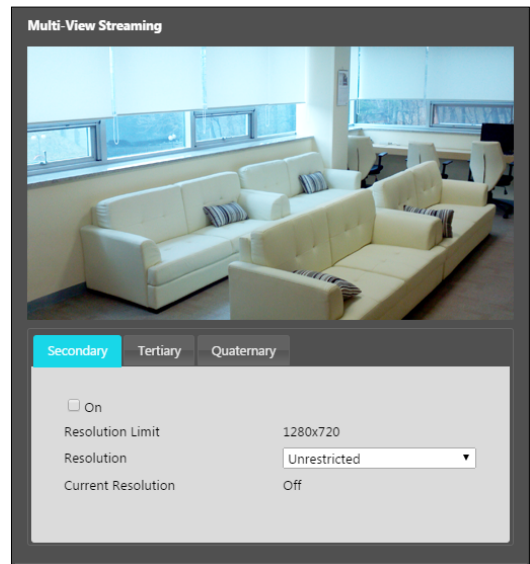 Multi-View Streaming
Secondary Tertiary Quaternary
On
Resolution Limit 1280x720
Resolution Unrestricted
Current Resolution Off